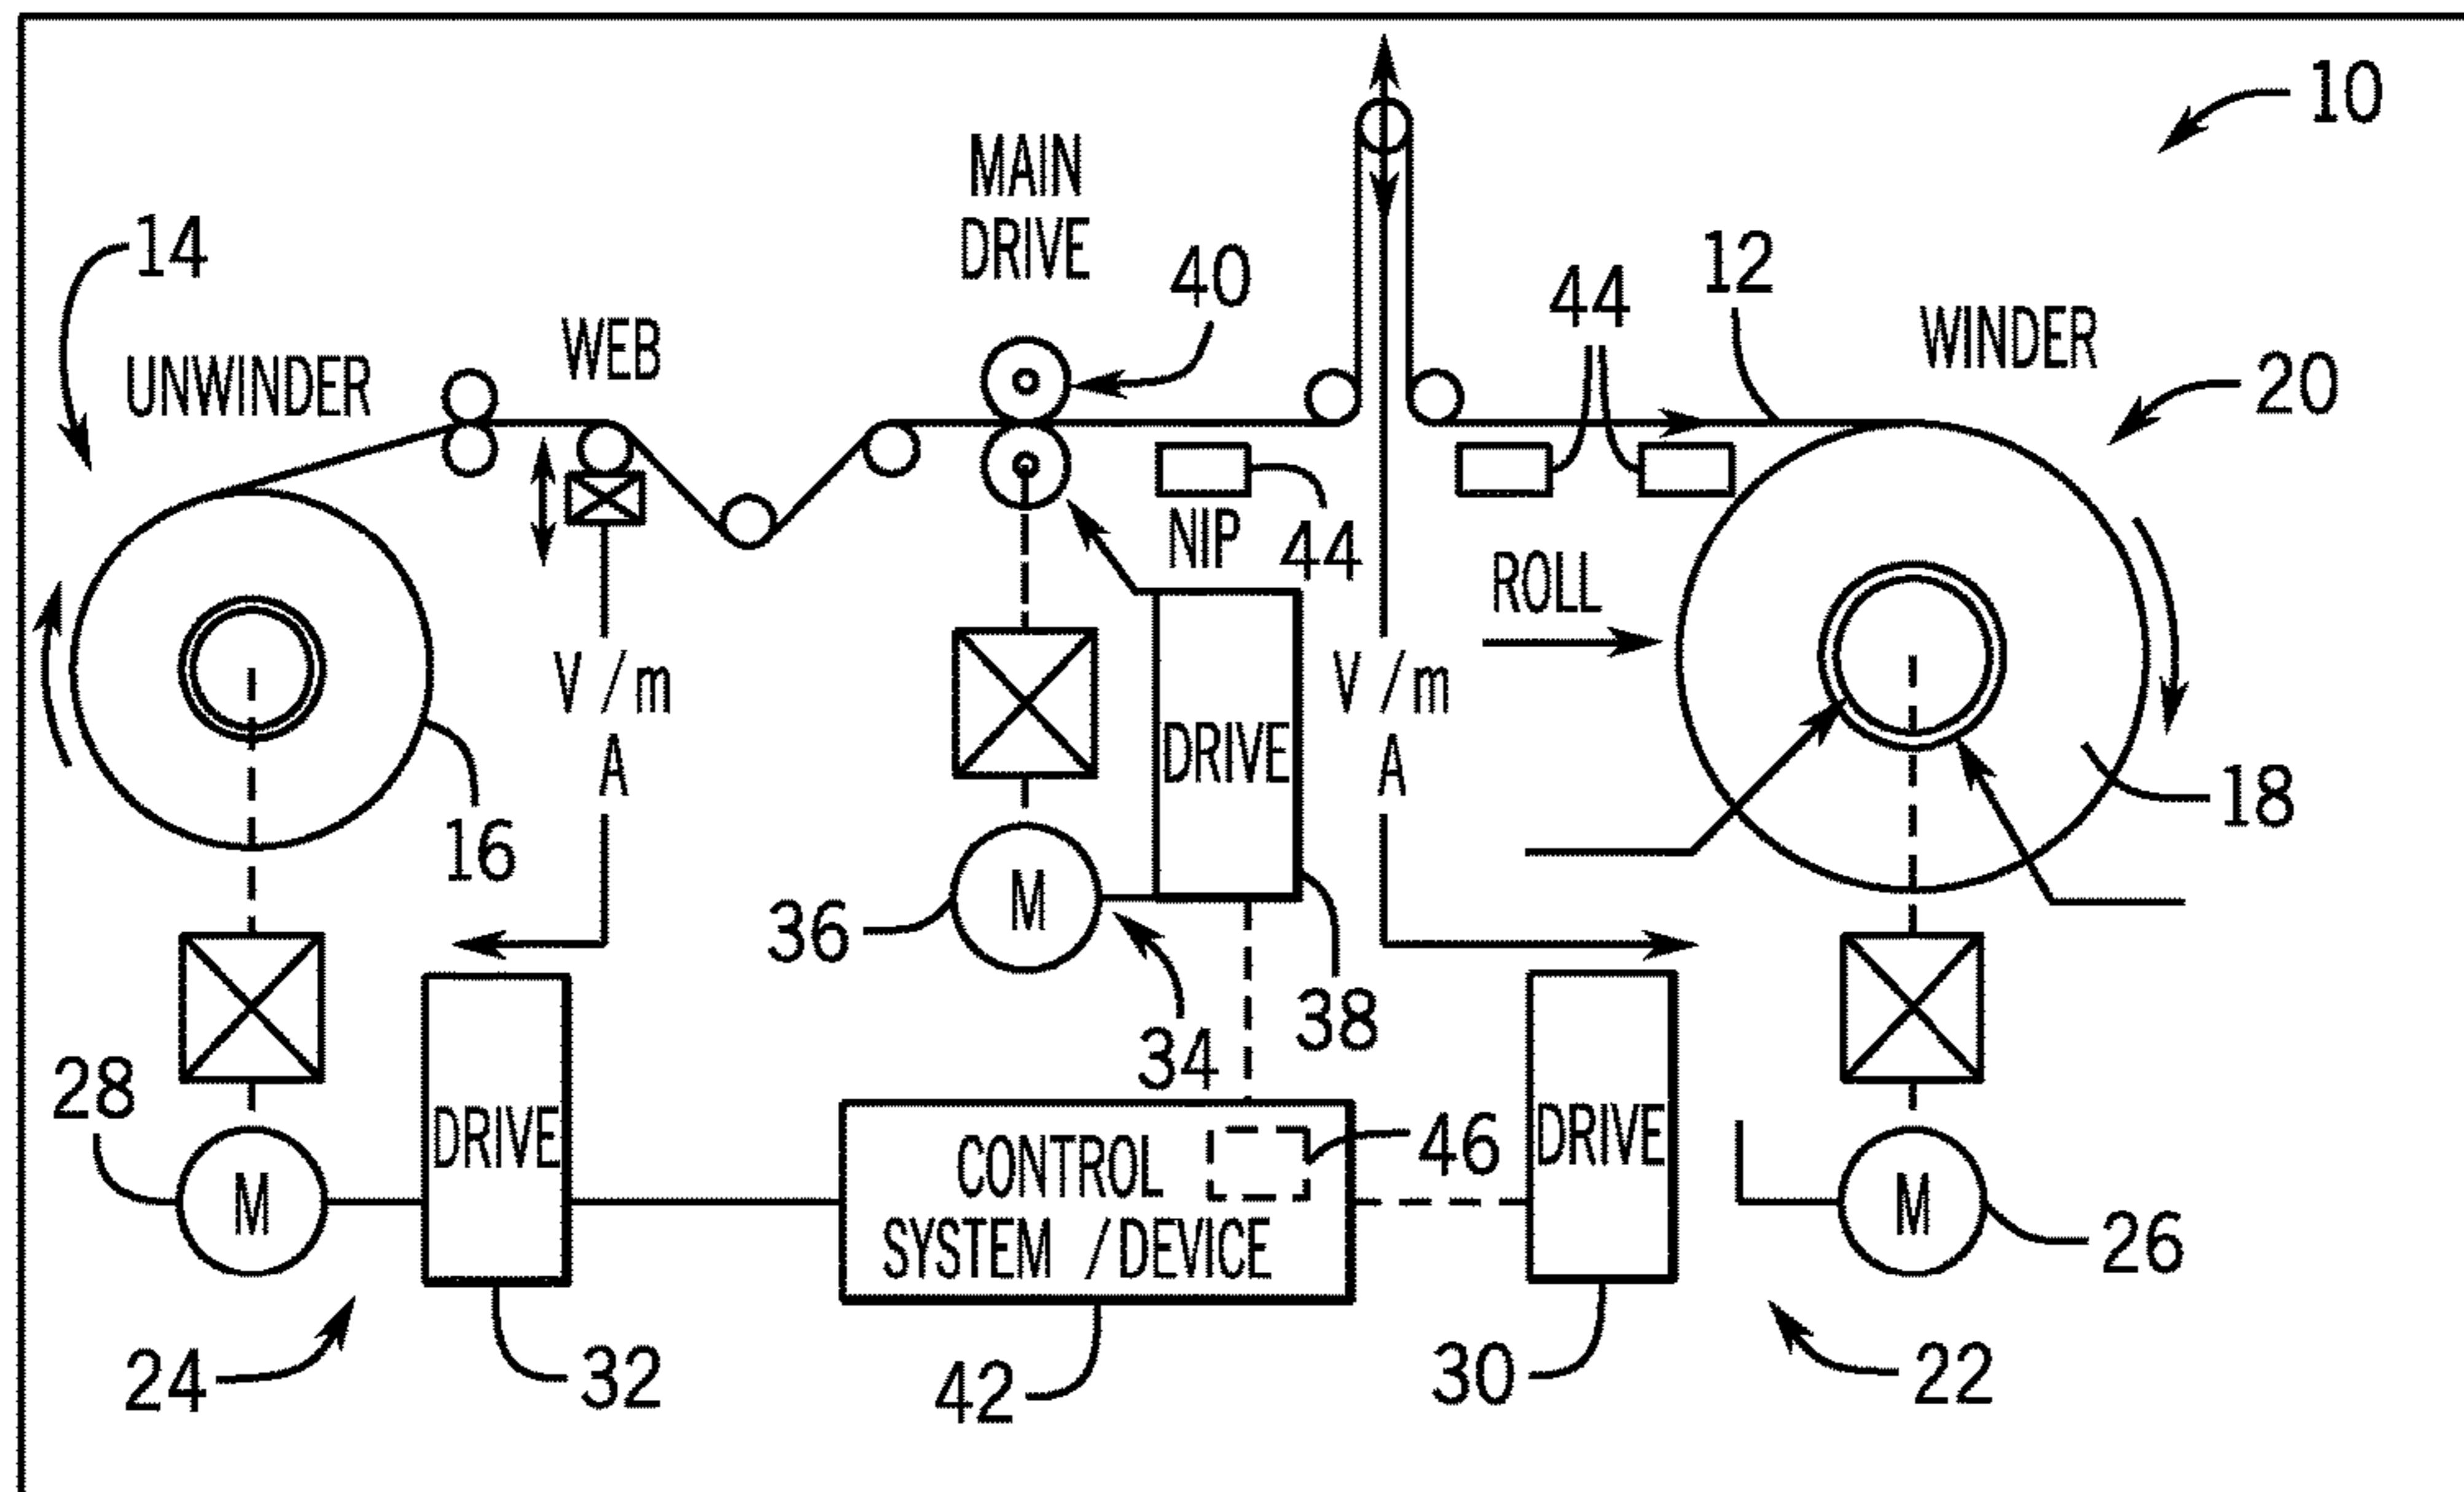 10
MAIN
DRIVE
14
40
44
12
WEB
WINDER
UNWINDER
20
NIP
44
ROLL
V / m
A
V / m
A
DRIVE
16
18
36
M
38
34
28
DRIVE
CONTROL
SYSTEM / DEVICE
46
DRIVE
M
M
26
24
32
42
30
22